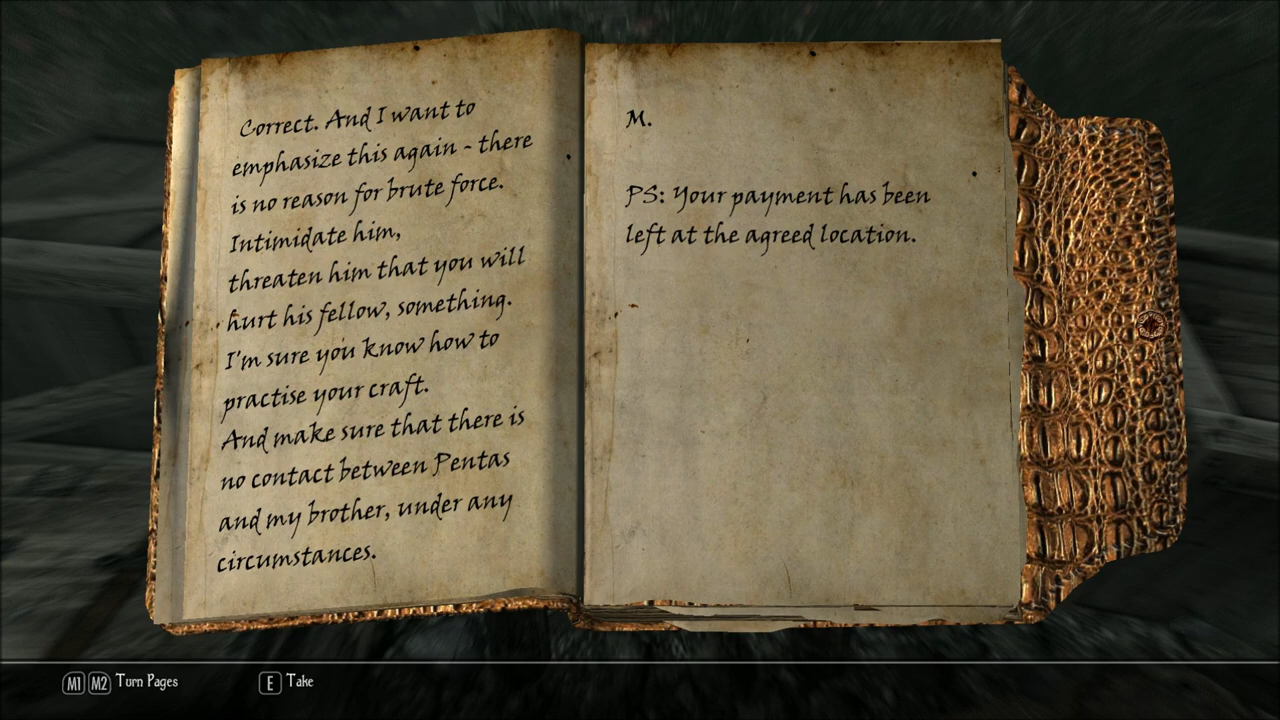 Correct. And I want to
emphasize this again - there
is no reason for brute force.
Intimidate him,
threaten him that you will
hurt his fellow, something.
I'm sure you know how to
practise your craft.
And make sure that there is
no contact between Pentas
and my brother, under any
circumstances.
M.
PS: Your payment has been
left at the agreed location.
M1 M2 Turn Pages
E Take